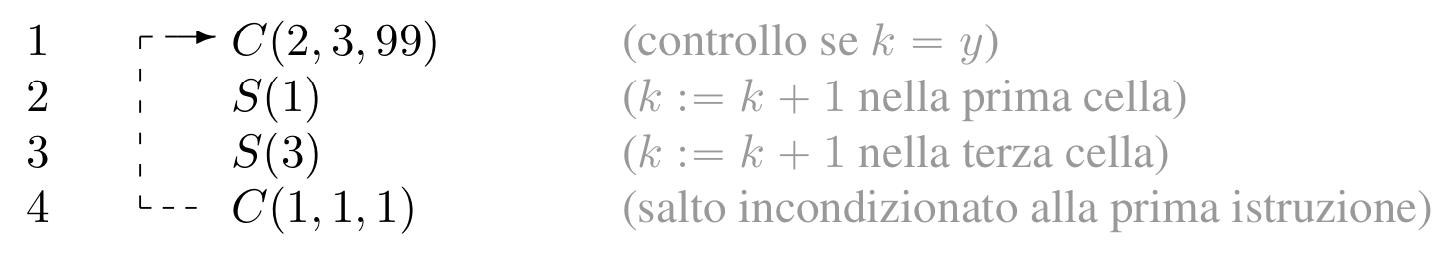 1 C(2, 3, 99) (controllo se k = y)
2 S(1) (k := k + 1 nella prima cella)
3 S(3) (k := k + 1 nella terza cella)
4 C(1, 1, 1) (salto incondizionato alla prima istruzione)